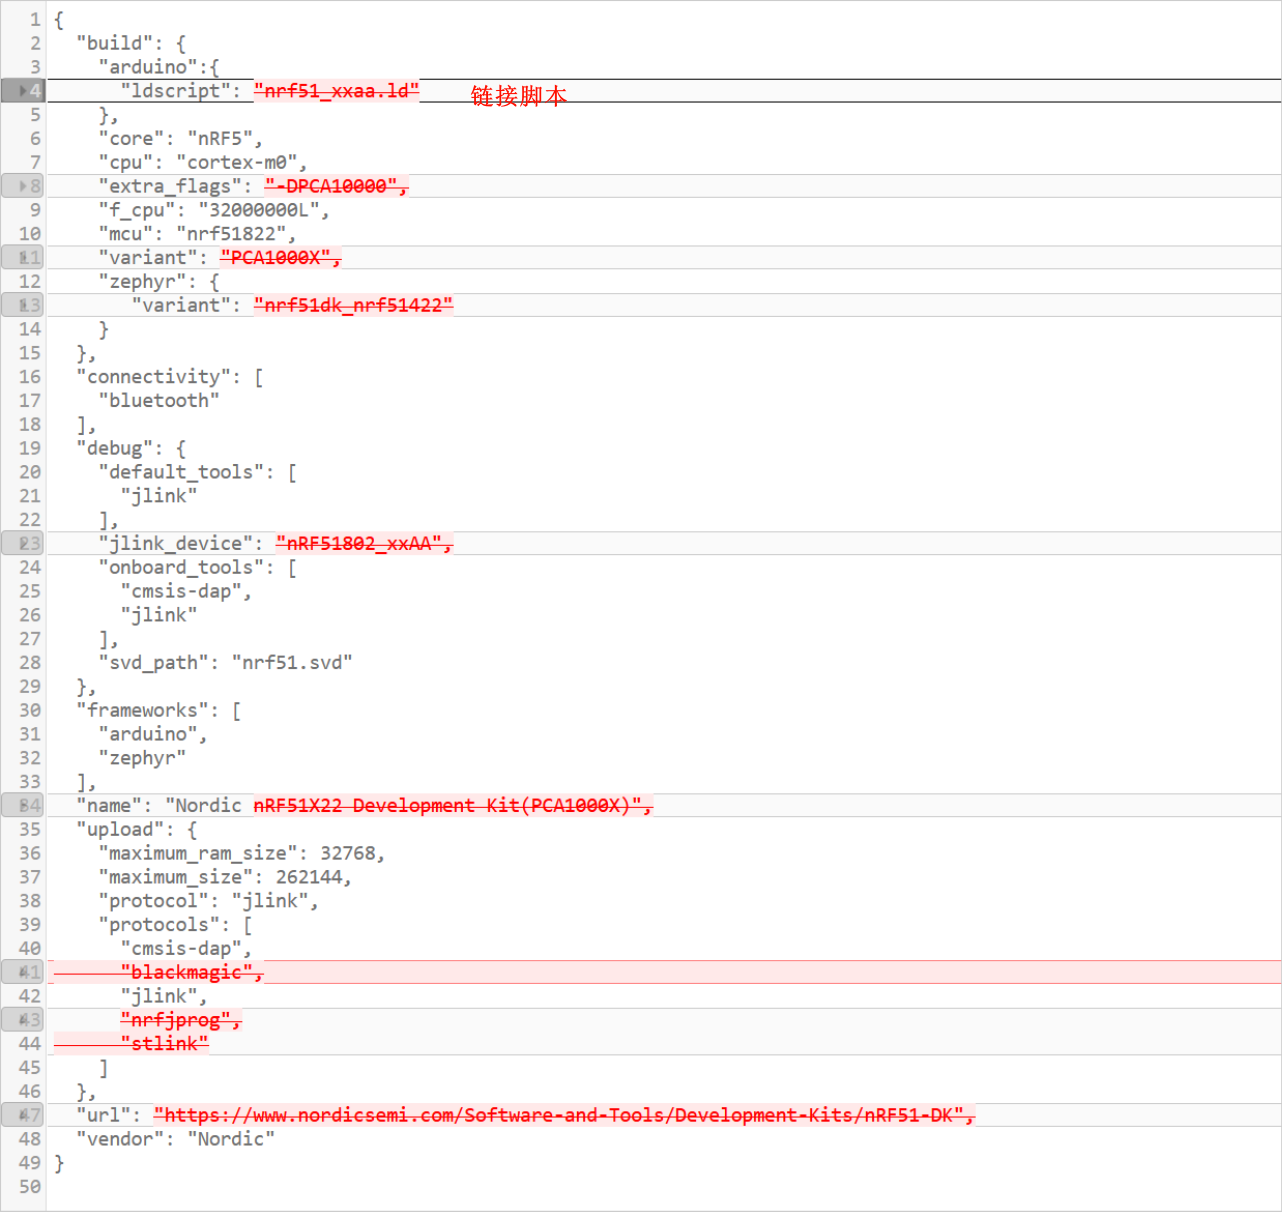 1 {
2   "build": {
3     "arduino":{
4       "ldscript": "nrf51_xxaa.ld" 链接脚本
5     },
6     "core": "nRF5",
7     "cpu": "cortex-m0",
8     "extra_flags": "-DPCA10000",
9     "f_cpu": "32000000L",
10     "mcu": "nrf51822",
11     "variant": "PCA1000X",
12     "zephyr": {
13        "variant": "nrf51dk_nrf51422"
14     }
15   },
16   "connectivity": [
17     "bluetooth"
18   ],
19   "debug": {
20     "default_tools": [
21       "jlink"
22     ],
23     "jlink_device": "nRF51802_xxAA",
24     "onboard_tools": [
25       "cmsis-dap",
26       "jlink"
27     ],
28     "svd_path": "nrf51.svd"
29   },
30   "frameworks": [
31     "arduino",
32     "zephyr"
33   ],
34   "name": "Nordic nRF51X22 Development Kit(PCA1000X)",
35   "upload": {
36     "maximum_ram_size": 32768,
37     "maximum_size": 262144,
38     "protocol": "jlink",
39     "protocols": [
40       "cmsis-dap",
41       "blackmagic",
42       "jlink",
43       "nrfjprog",
44       "stlink"
45     ]
46   },
47   "url": "https://www.nordicsemi.com/Software-and-Tools/Development-Kits/nRF51-DK",
48   "vendor": "Nordic"
49 }
50